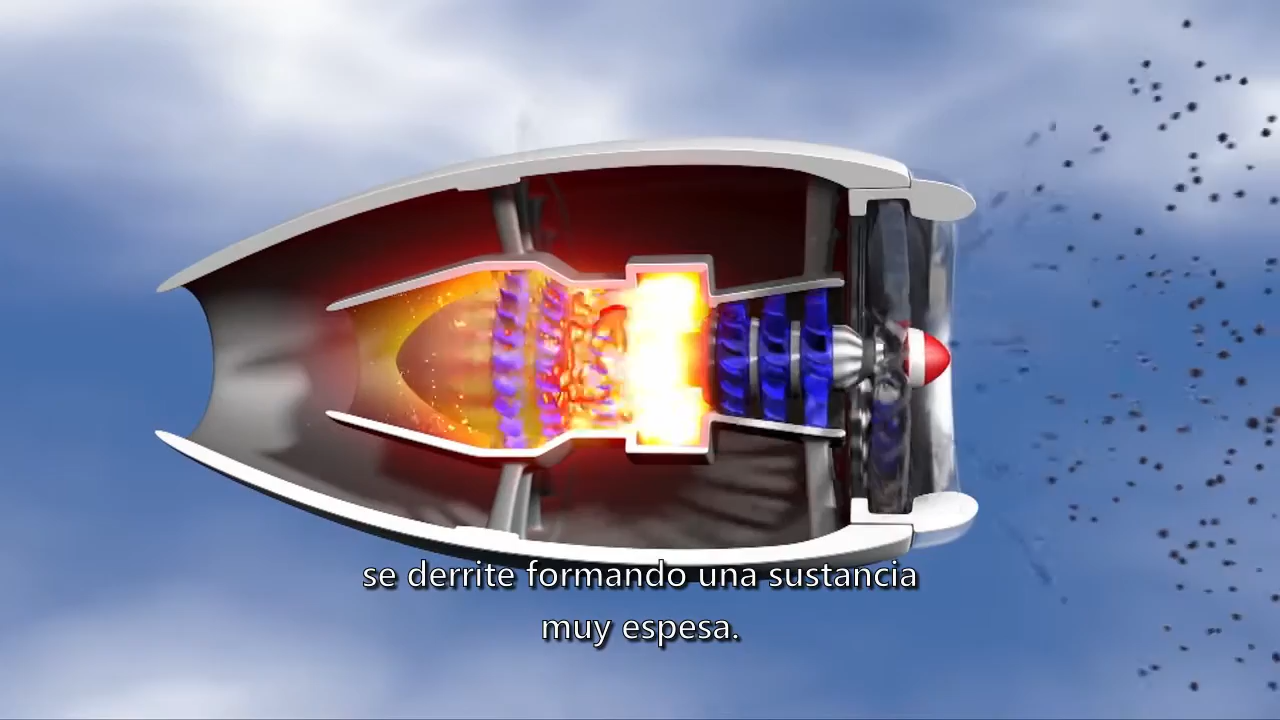 se derrite formando una sustancia
muy espesa.